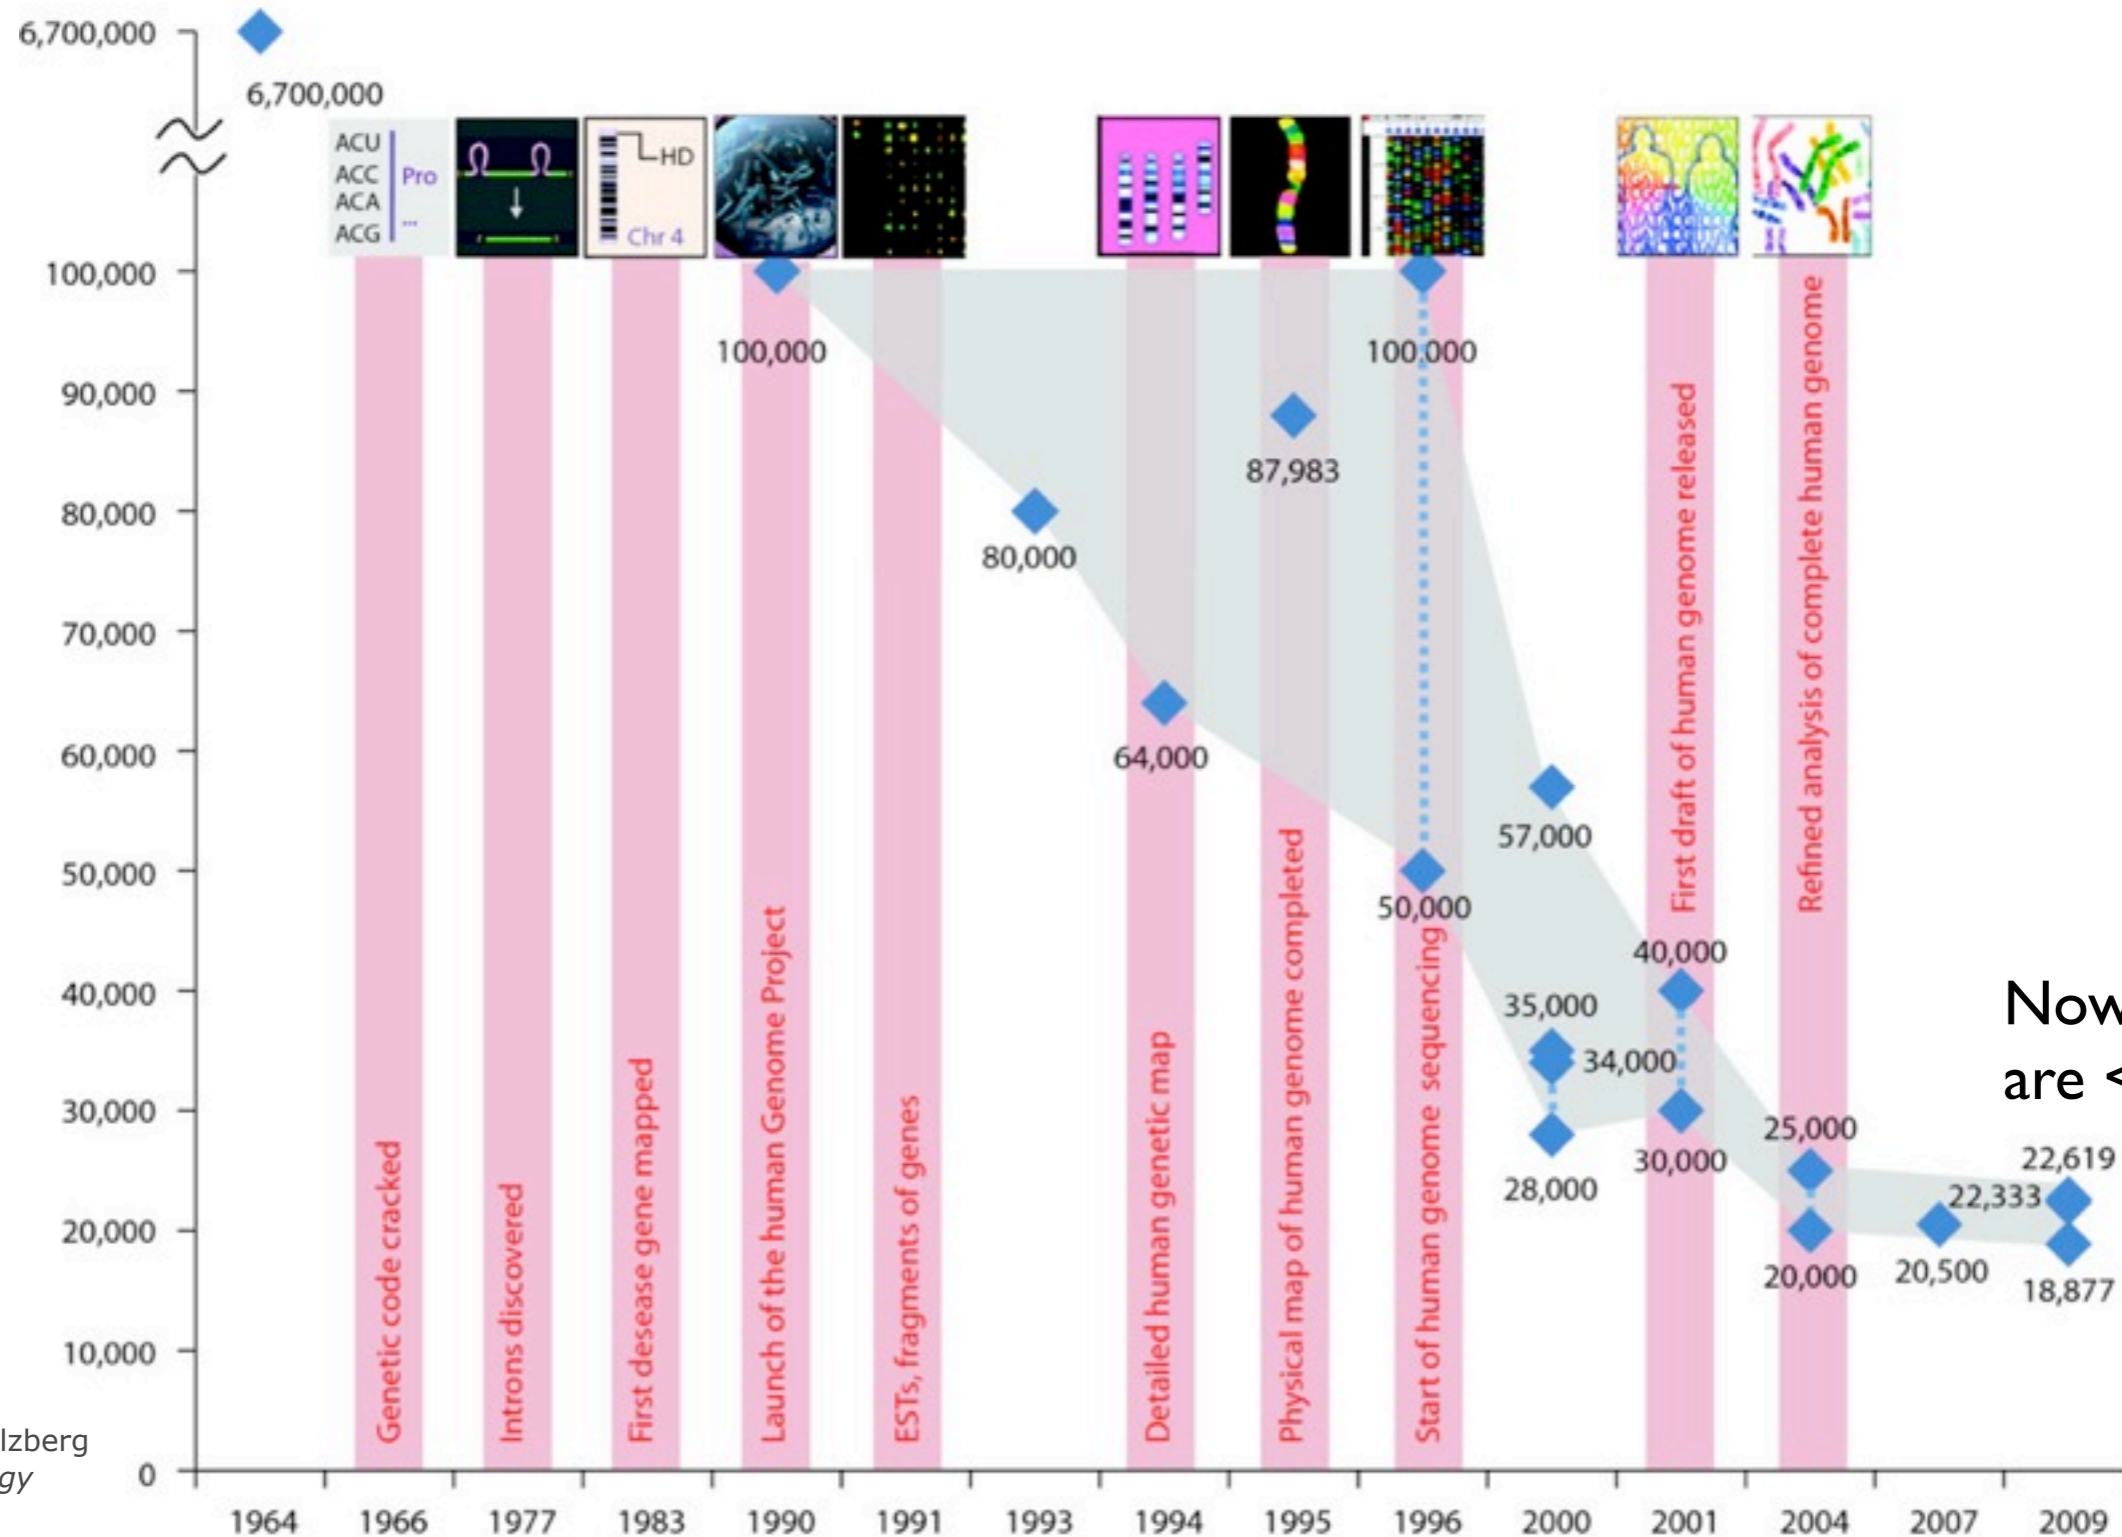 6,700,000
6,700,000
ACU
ACC
ACA
ACG
Pro
...
HD
Chr 4
100,000
90,000
80,000
70,000
60,000
50,000
40,000
30,000
20,000
10,000
0
100,000
80,000
64,000
87,983
100,000
50,000
57,000
35,000
34,000
28,000
40,000
30,000
25,000
20,000
20,500
22,619
22,333
18,877
Genetic code cracked
Introns discovered
First desease gene mapped
Launch of the human Genome Project
ESTs, fragments of genes
Detailed human genetic map
Physical map of human genome completed
Start of human genome sequencing
First draft of human genome released
Refined analysis of complete human genome
Now
are <
lzberg
gy
1964 1966 1977 1983 1990 1991 1993 1994 1995 1996 2000 2001 2004 2007 2009